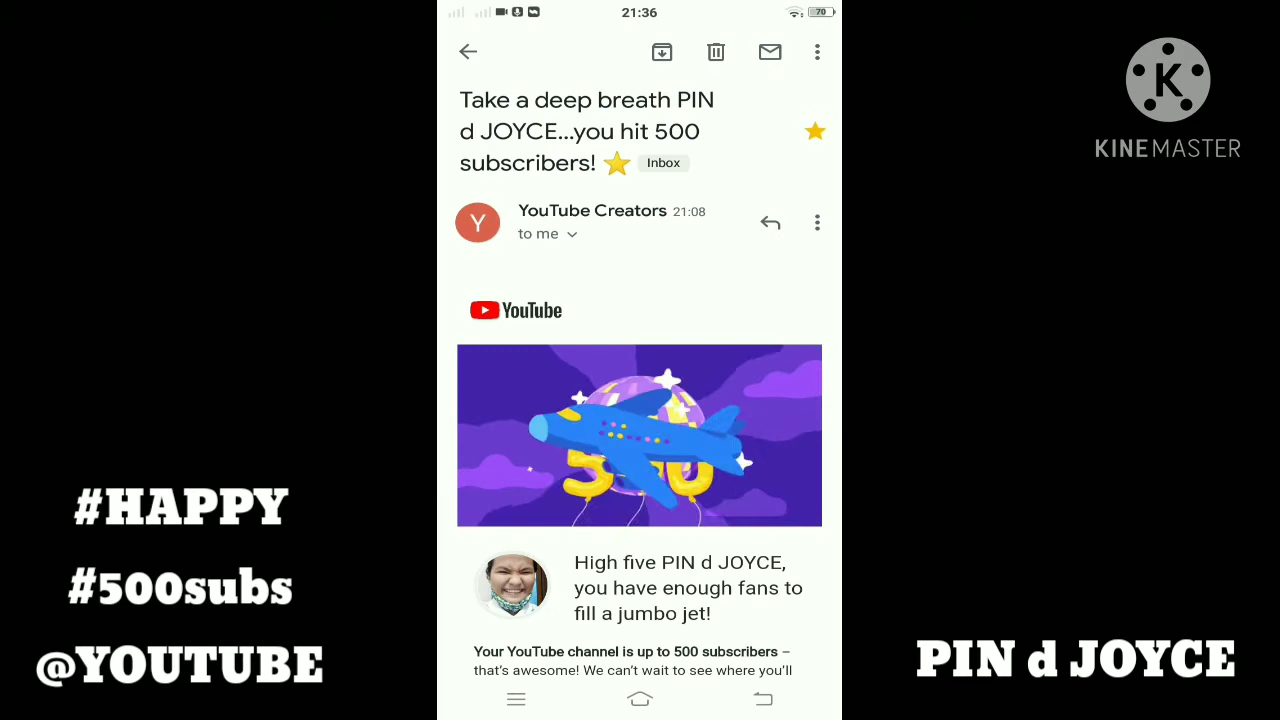 21:36
70
Take a deep breath PIN
d JOYCE...you hit 500
subscribers! Inbox
Y
YouTube Creators 21:08
to me
YouTube
500
High five PIN d JOYCE,
you have enough fans to
fill a jumbo jet!
Your YouTube channel is up to 500 subscribers –
that's awesome! We can't wait to see where you'll
#HAPPY
#500subs
@YOUTUBE
K
KINEMASTER
PIN d JOYCE